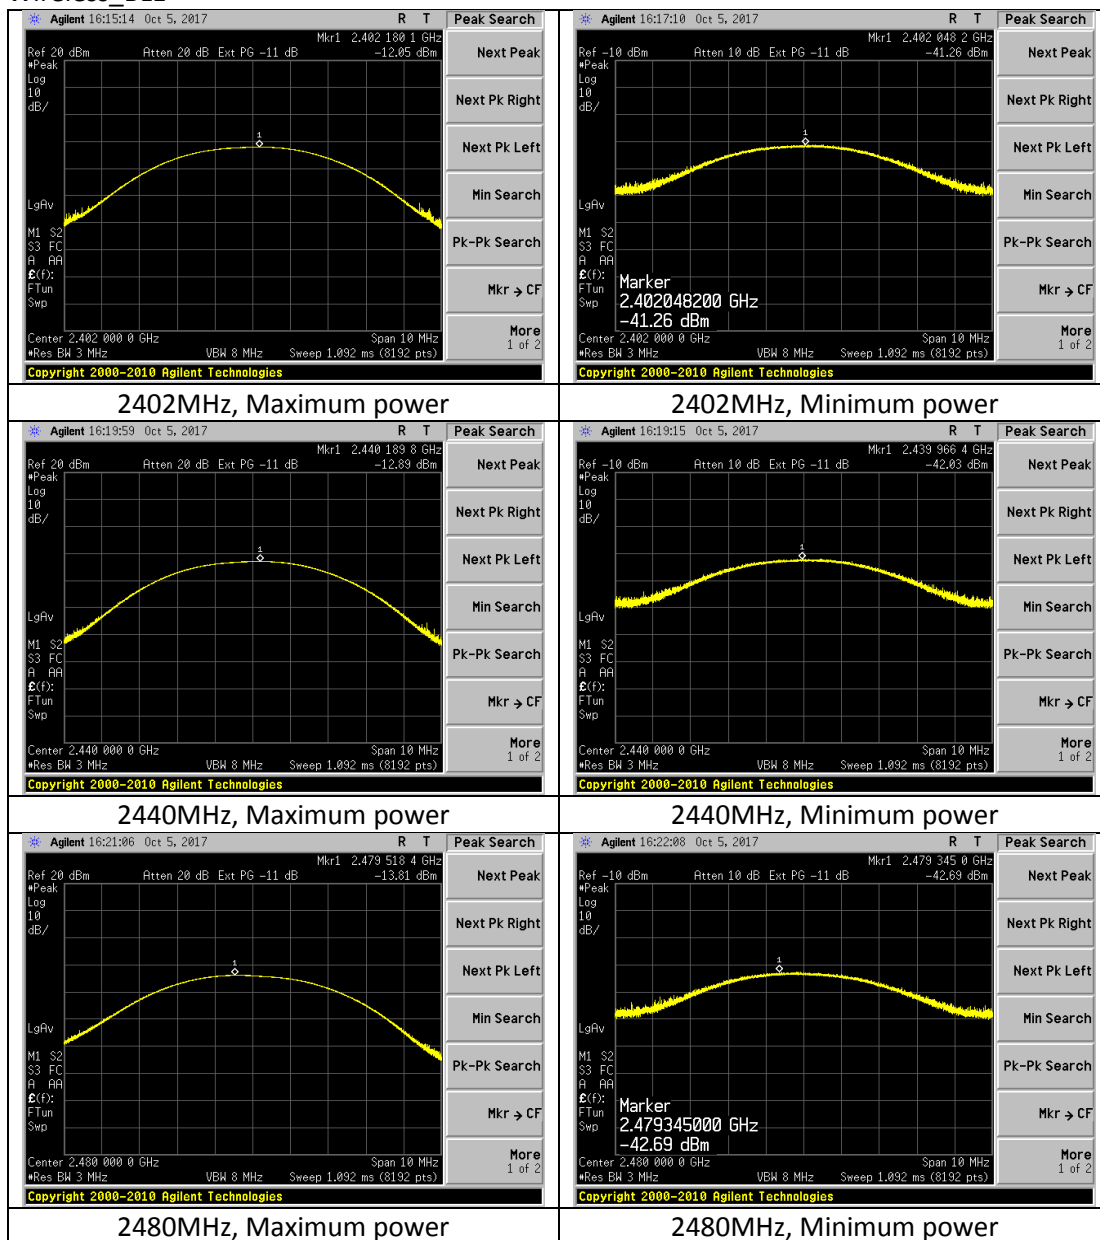 Wireless_BLE
Agilent 16:15:14 Oct 5, 2017 R T Peak Search
Mkr1 2.402 180 1 GHz
Ref 20 dBm Atten 20 dB Ext PG -11 dB -12.05 dBm
#Peak
Log
10
dB/
1
LgAv
M1 S2
S3 FC
A AA
£(f):
FTun
Swp
Center 2.402 000 0 GHz Span 10 MHz
#Res BW 3 MHz VBW 8 MHz Sweep 1.092 ms (8192 pts)
Copyright 2000-2010 Agilent Technologies
Next Peak
Next Pk Right
Next Pk Left
Min Search
Pk-Pk Search
Mkr → CF
More
1 of 2
2402MHz, Maximum power
Agilent 16:17:10 Oct 5, 2017 R T Peak Search
Mkr1 2.402 048 2 GHz
Ref -10 dBm Atten 10 dB Ext PG -11 dB -41.26 dBm
#Peak
Log
10
dB/
1
LgAv
M1 S2
S3 FC
A AA
£(f):
FTun
Swp
Marker
2.402048200 GHz
-41.26 dBm
Center 2.402 000 0 GHz Span 10 MHz
#Res BW 3 MHz VBW 8 MHz Sweep 1.092 ms (8192 pts)
Copyright 2000-2010 Agilent Technologies
Next Peak
Next Pk Right
Next Pk Left
Min Search
Pk-Pk Search
Mkr → CF
More
1 of 2
2402MHz, Minimum power
Agilent 16:19:59 Oct 5, 2017 R T Peak Search
Mkr1 2.440 189 8 GHz
Ref 20 dBm Atten 20 dB Ext PG -11 dB -12.89 dBm
#Peak
Log
10
dB/
1
LgAv
M1 S2
S3 FC
A AA
£(f):
FTun
Swp
Center 2.440 000 0 GHz Span 10 MHz
#Res BW 3 MHz VBW 8 MHz Sweep 1.092 ms (8192 pts)
Copyright 2000-2010 Agilent Technologies
Next Peak
Next Pk Right
Next Pk Left
Min Search
Pk-Pk Search
Mkr → CF
More
1 of 2
2440MHz, Maximum power
Agilent 16:19:15 Oct 5, 2017 R T Peak Search
Mkr1 2.439 966 4 GHz
Ref -10 dBm Atten 10 dB Ext PG -11 dB -42.03 dBm
#Peak
Log
10
dB/
1
LgAv
M1 S2
S3 FC
A AA
£(f):
FTun
Swp
Center 2.440 000 0 GHz Span 10 MHz
#Res BW 3 MHz VBW 8 MHz Sweep 1.092 ms (8192 pts)
Copyright 2000-2010 Agilent Technologies
Next Peak
Next Pk Right
Next Pk Left
Min Search
Pk-Pk Search
Mkr → CF
More
1 of 2
2440MHz, Minimum power
Agilent 16:21:06 Oct 5, 2017 R T Peak Search
Mkr1 2.479 518 4 GHz
Ref 20 dBm Atten 20 dB Ext PG -11 dB -13.81 dBm
#Peak
Log
10
dB/
1
LgAv
M1 S2
S3 FC
A AA
£(f):
FTun
Swp
Center 2.480 000 0 GHz Span 10 MHz
#Res BW 3 MHz VBW 8 MHz Sweep 1.092 ms (8192 pts)
Copyright 2000-2010 Agilent Technologies
Next Peak
Next Pk Right
Next Pk Left
Min Search
Pk-Pk Search
Mkr → CF
More
1 of 2
2480MHz, Maximum power
Agilent 16:22:08 Oct 5, 2017 R T Peak Search
Mkr1 2.479 345 0 GHz
Ref -10 dBm Atten 10 dB Ext PG -11 dB -42.69 dBm
#Peak
Log
10
dB/
1
LgAv
M1 S2
S3 FC
A AA
£(f):
FTun
Swp
Marker
2.479345000 GHz
-42.69 dBm
Center 2.480 000 0 GHz Span 10 MHz
#Res BW 3 MHz VBW 8 MHz Sweep 1.092 ms (8192 pts)
Copyright 2000-2010 Agilent Technologies
Next Peak
Next Pk Right
Next Pk Left
Min Search
Pk-Pk Search
Mkr → CF
More
1 of 2
2480MHz, Minimum power